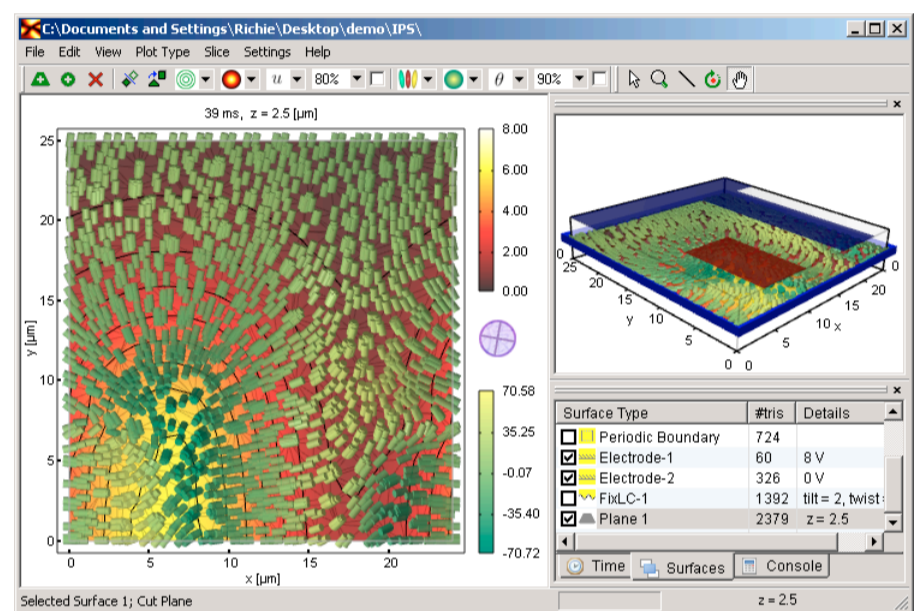 C:\Documents and Settings\Richie\Desktop\demo\IPS\
File Edit View Plot Type Slice Settings Help
u 80% θ 90%
39 ms, z = 2.5 [μm]
25
20
15
10
5
0
y [μm]
0 5 10 15 20
x [μm]
8.00
6.00
4.00
2.00
0.00
70.58
35.25
-0.07
-35.40
-70.72
0
25
20
15
y 10
5
0
0
5
10 x
15
20
0
Surface Type #tris Details
Periodic Boundary 724
Electrode-1 60 8 V
Electrode-2 326 0 V
FixLC-1 1392 tilt = 2, twist
Plane 1 2379 z = 2.5
Time Surfaces Console
Selected Surface 1; Cut Plane z = 2.5